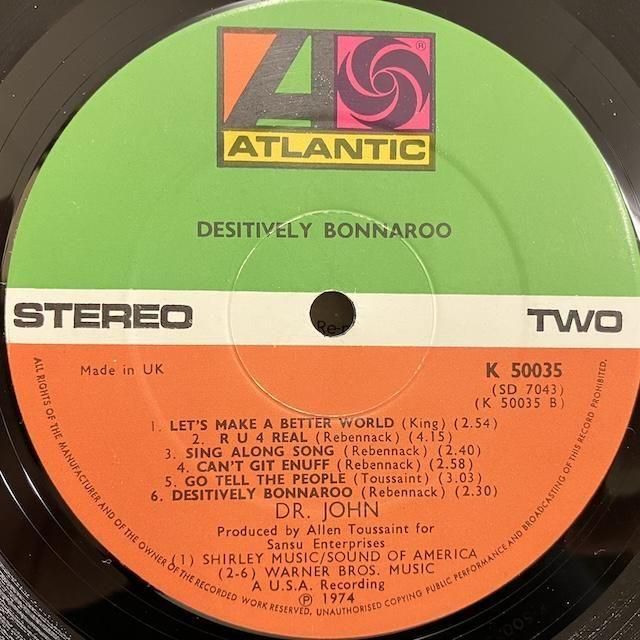 ®
ATLANTIC
DESITIVELY BONNAROO
STEREO
TWO
Made in UK
K 50035
(SD 7043)
(K 50035 B)
1. LET'S MAKE A BETTER WORLD (King) (2.54)
2. R U 4 REAL (Rebennack) (4.15)
3. SING ALONG SONG (Rebennack) (2.40)
4. CAN'T GIT ENUFF (Rebennack) (2.58)
5. GO TELL THE PEOPLE (Toussaint) (3.03)
6. DESITIVELY BONNAROO (Rebennack) (2.30)
DR. JOHN
Produced by Allen Toussaint for
Sansu Enterprises
(1) SHIRLEY MUSIC/SOUND OF AMERICA
(2-6) WARNER BROS. MUSIC
A U.S.A. Recording
℗ 1974
ALL RIGHTS OF THE MANUFACTURER AND OF THE OWNER OF THE RECORDED WORK RESERVED, UNAUTHORISED COPYING PUBLIC PERFORMANCE AND BROADCASTING OF THIS RECORD PROHIBITED.